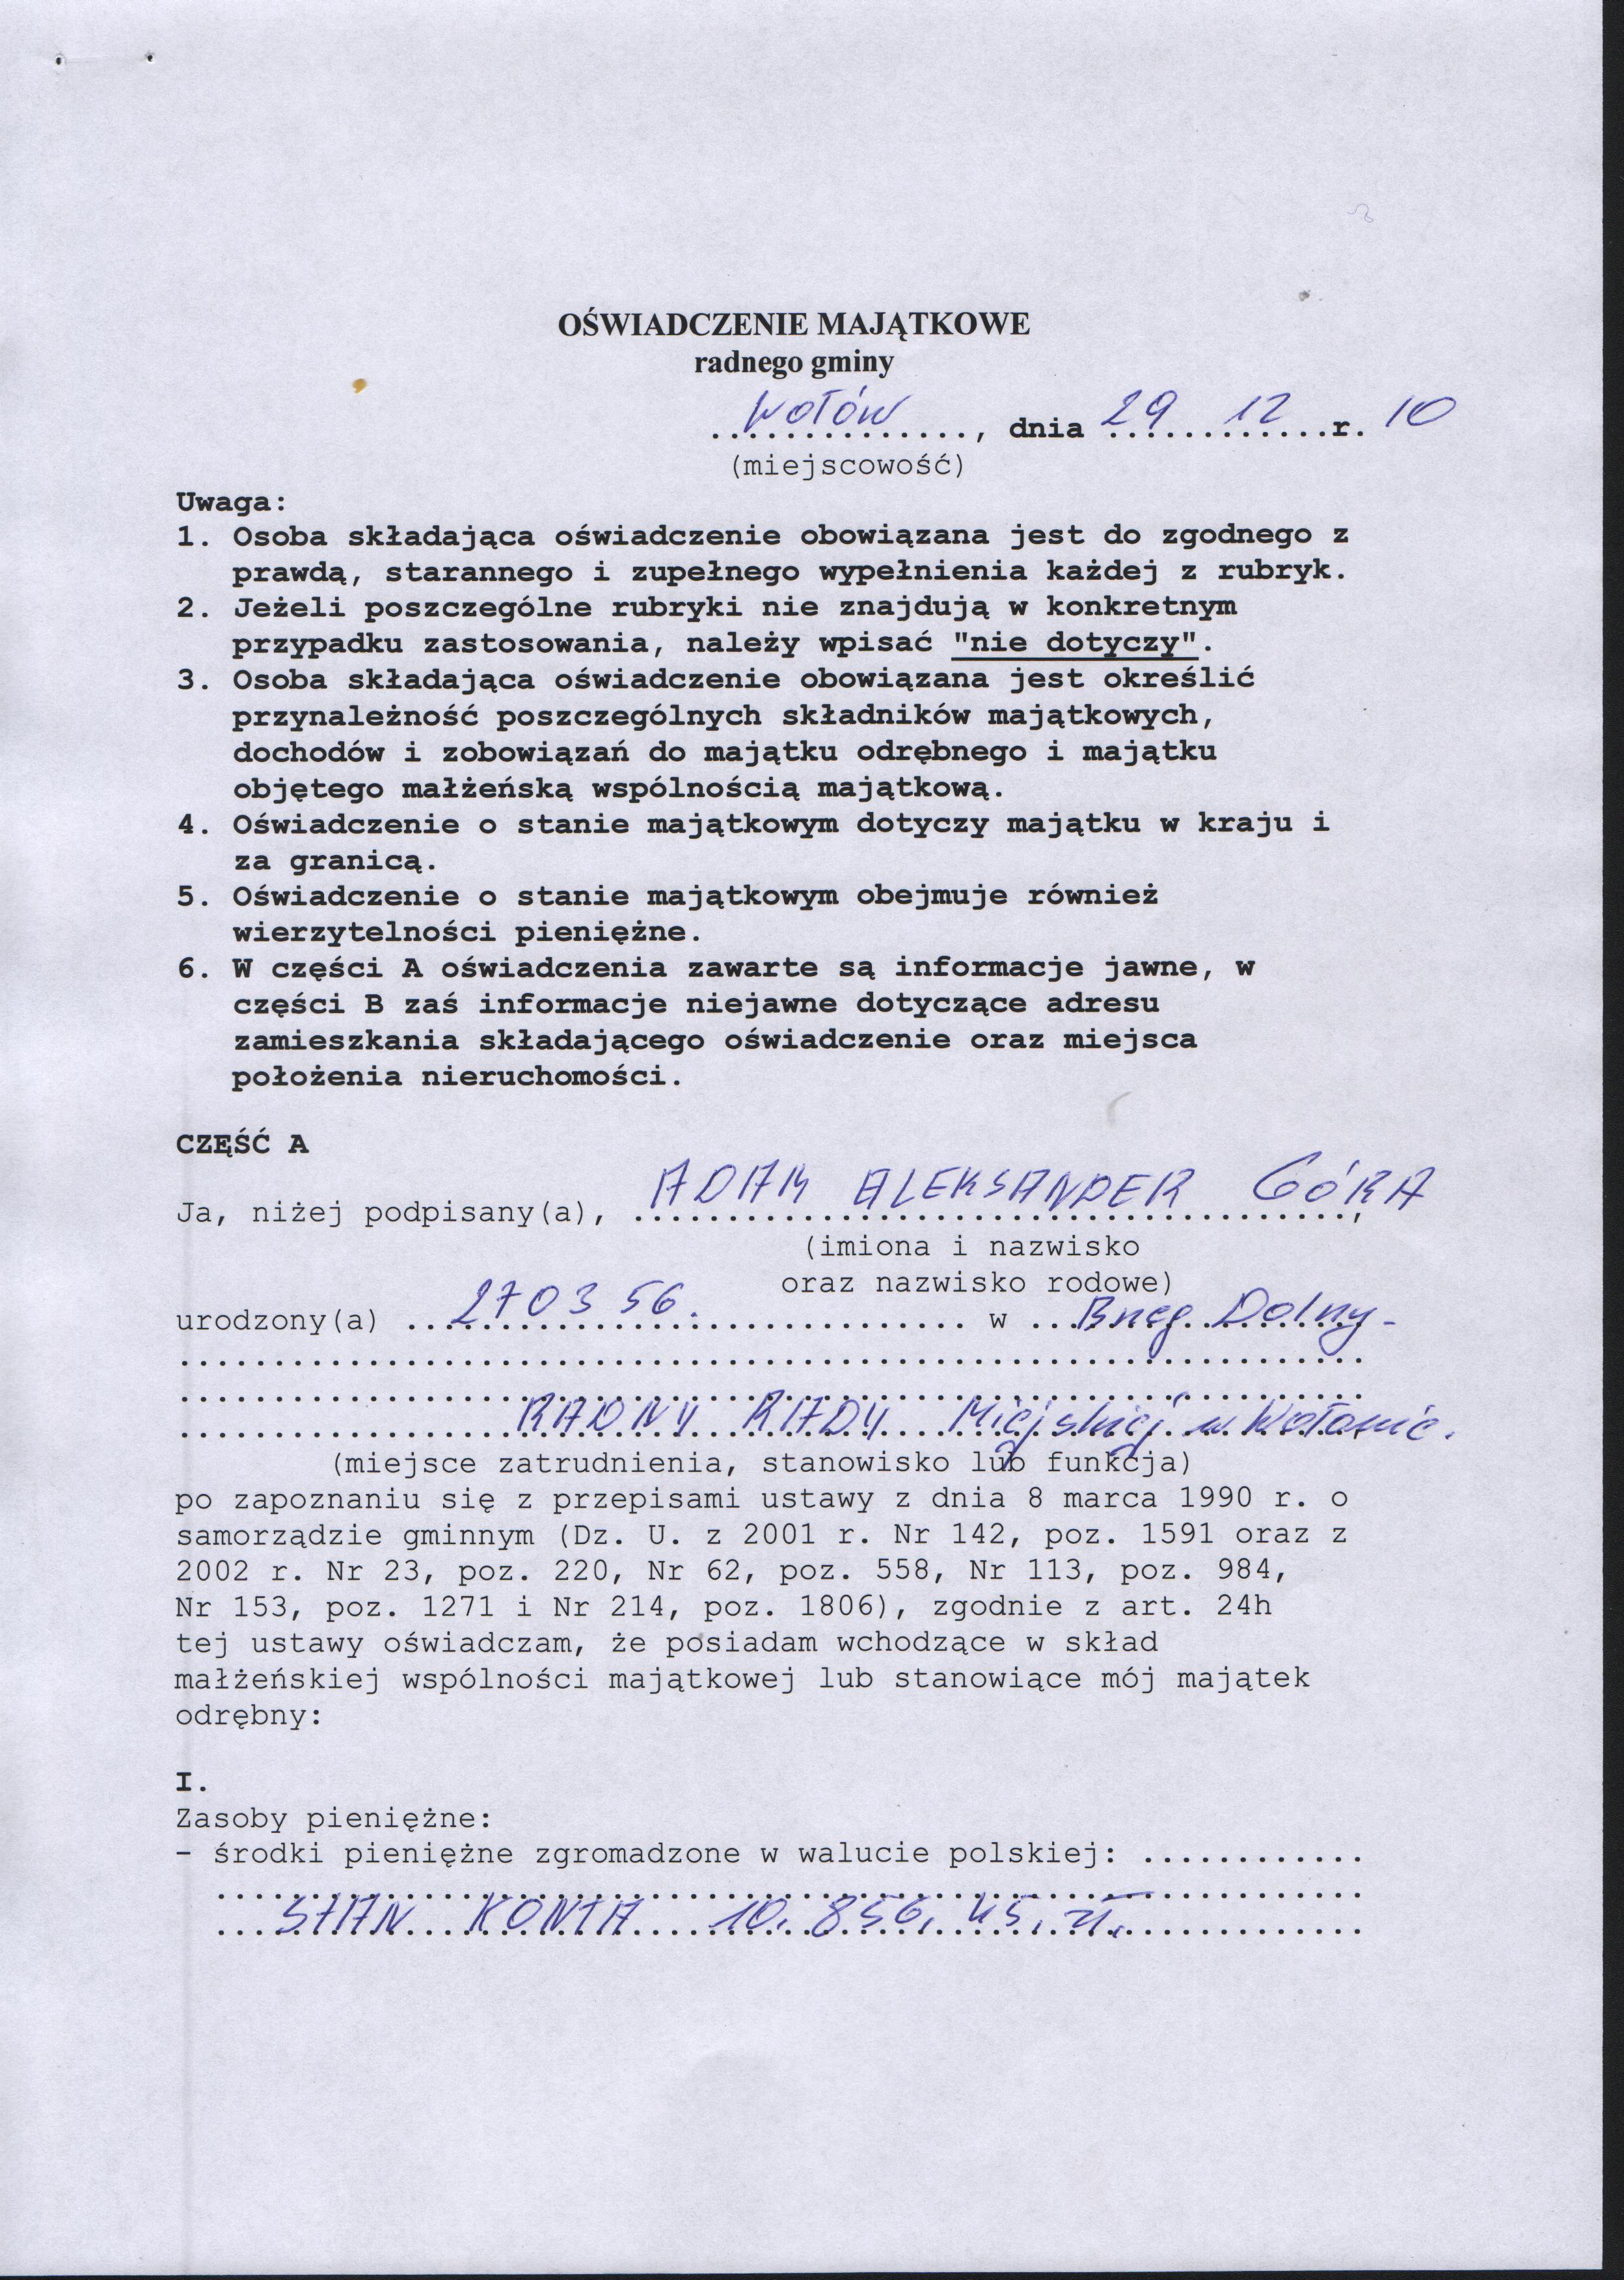 OŚWIADCZENIE MAJĄTKOWE
radnego gminy
Wołów, dnia 29 12 r. 10
(miejscowość)
Uwaga:
1. Osoba składająca oświadczenie obowiązana jest do zgodnego z
prawdą, starannego i zupełnego wypełnienia każdej z rubryk.
2. Jeżeli poszczególne rubryki nie znajdują w konkretnym
przypadku zastosowania, należy wpisać "nie dotyczy".
3. Osoba składająca oświadczenie obowiązana jest określić
przynależność poszczególnych składników majątkowych,
dochodów i zobowiązań do majątku odrębnego i majątku
objętego małżeńską wspólnością majątkową.
4. Oświadczenie o stanie majątkowym dotyczy majątku w kraju i
za granicą.
5. Oświadczenie o stanie majątkowym obejmuje również
wierzytelności pieniężne.
6. W części A oświadczenia zawarte są informacje jawne, w
części B zaś informacje niejawne dotyczące adresu
zamieszkania składającego oświadczenie oraz miejsca
położenia nieruchomości.
CZĘŚĆ A
Ja, niżej podpisany(a), ADAM ALEKSANDER GÓRA,
(imiona i nazwisko
oraz nazwisko rodowe)
urodzony(a) 270356. w Brzeg Dolny -
RADNY RADY Miejskiej w Wołowie.
(miejsce zatrudnienia, stanowisko lub funkcja)
po zapoznaniu się z przepisami ustawy z dnia 8 marca 1990 r. o
samorządzie gminnym (Dz. U. z 2001 r. Nr 142, poz. 1591 oraz z
2002 r. Nr 23, poz. 220, Nr 62, poz. 558, Nr 113, poz. 984,
Nr 153, poz. 1271 i Nr 214, poz. 1806), zgodnie z art. 24h
tej ustawy oświadczam, że posiadam wchodzące w skład
małżeńskiej wspólności majątkowej lub stanowiące mój majątek
odrębny:
I.
Zasoby pieniężne:
- środki pieniężne zgromadzone w walucie polskiej:
STAN KONTA 10.856,45, zł.